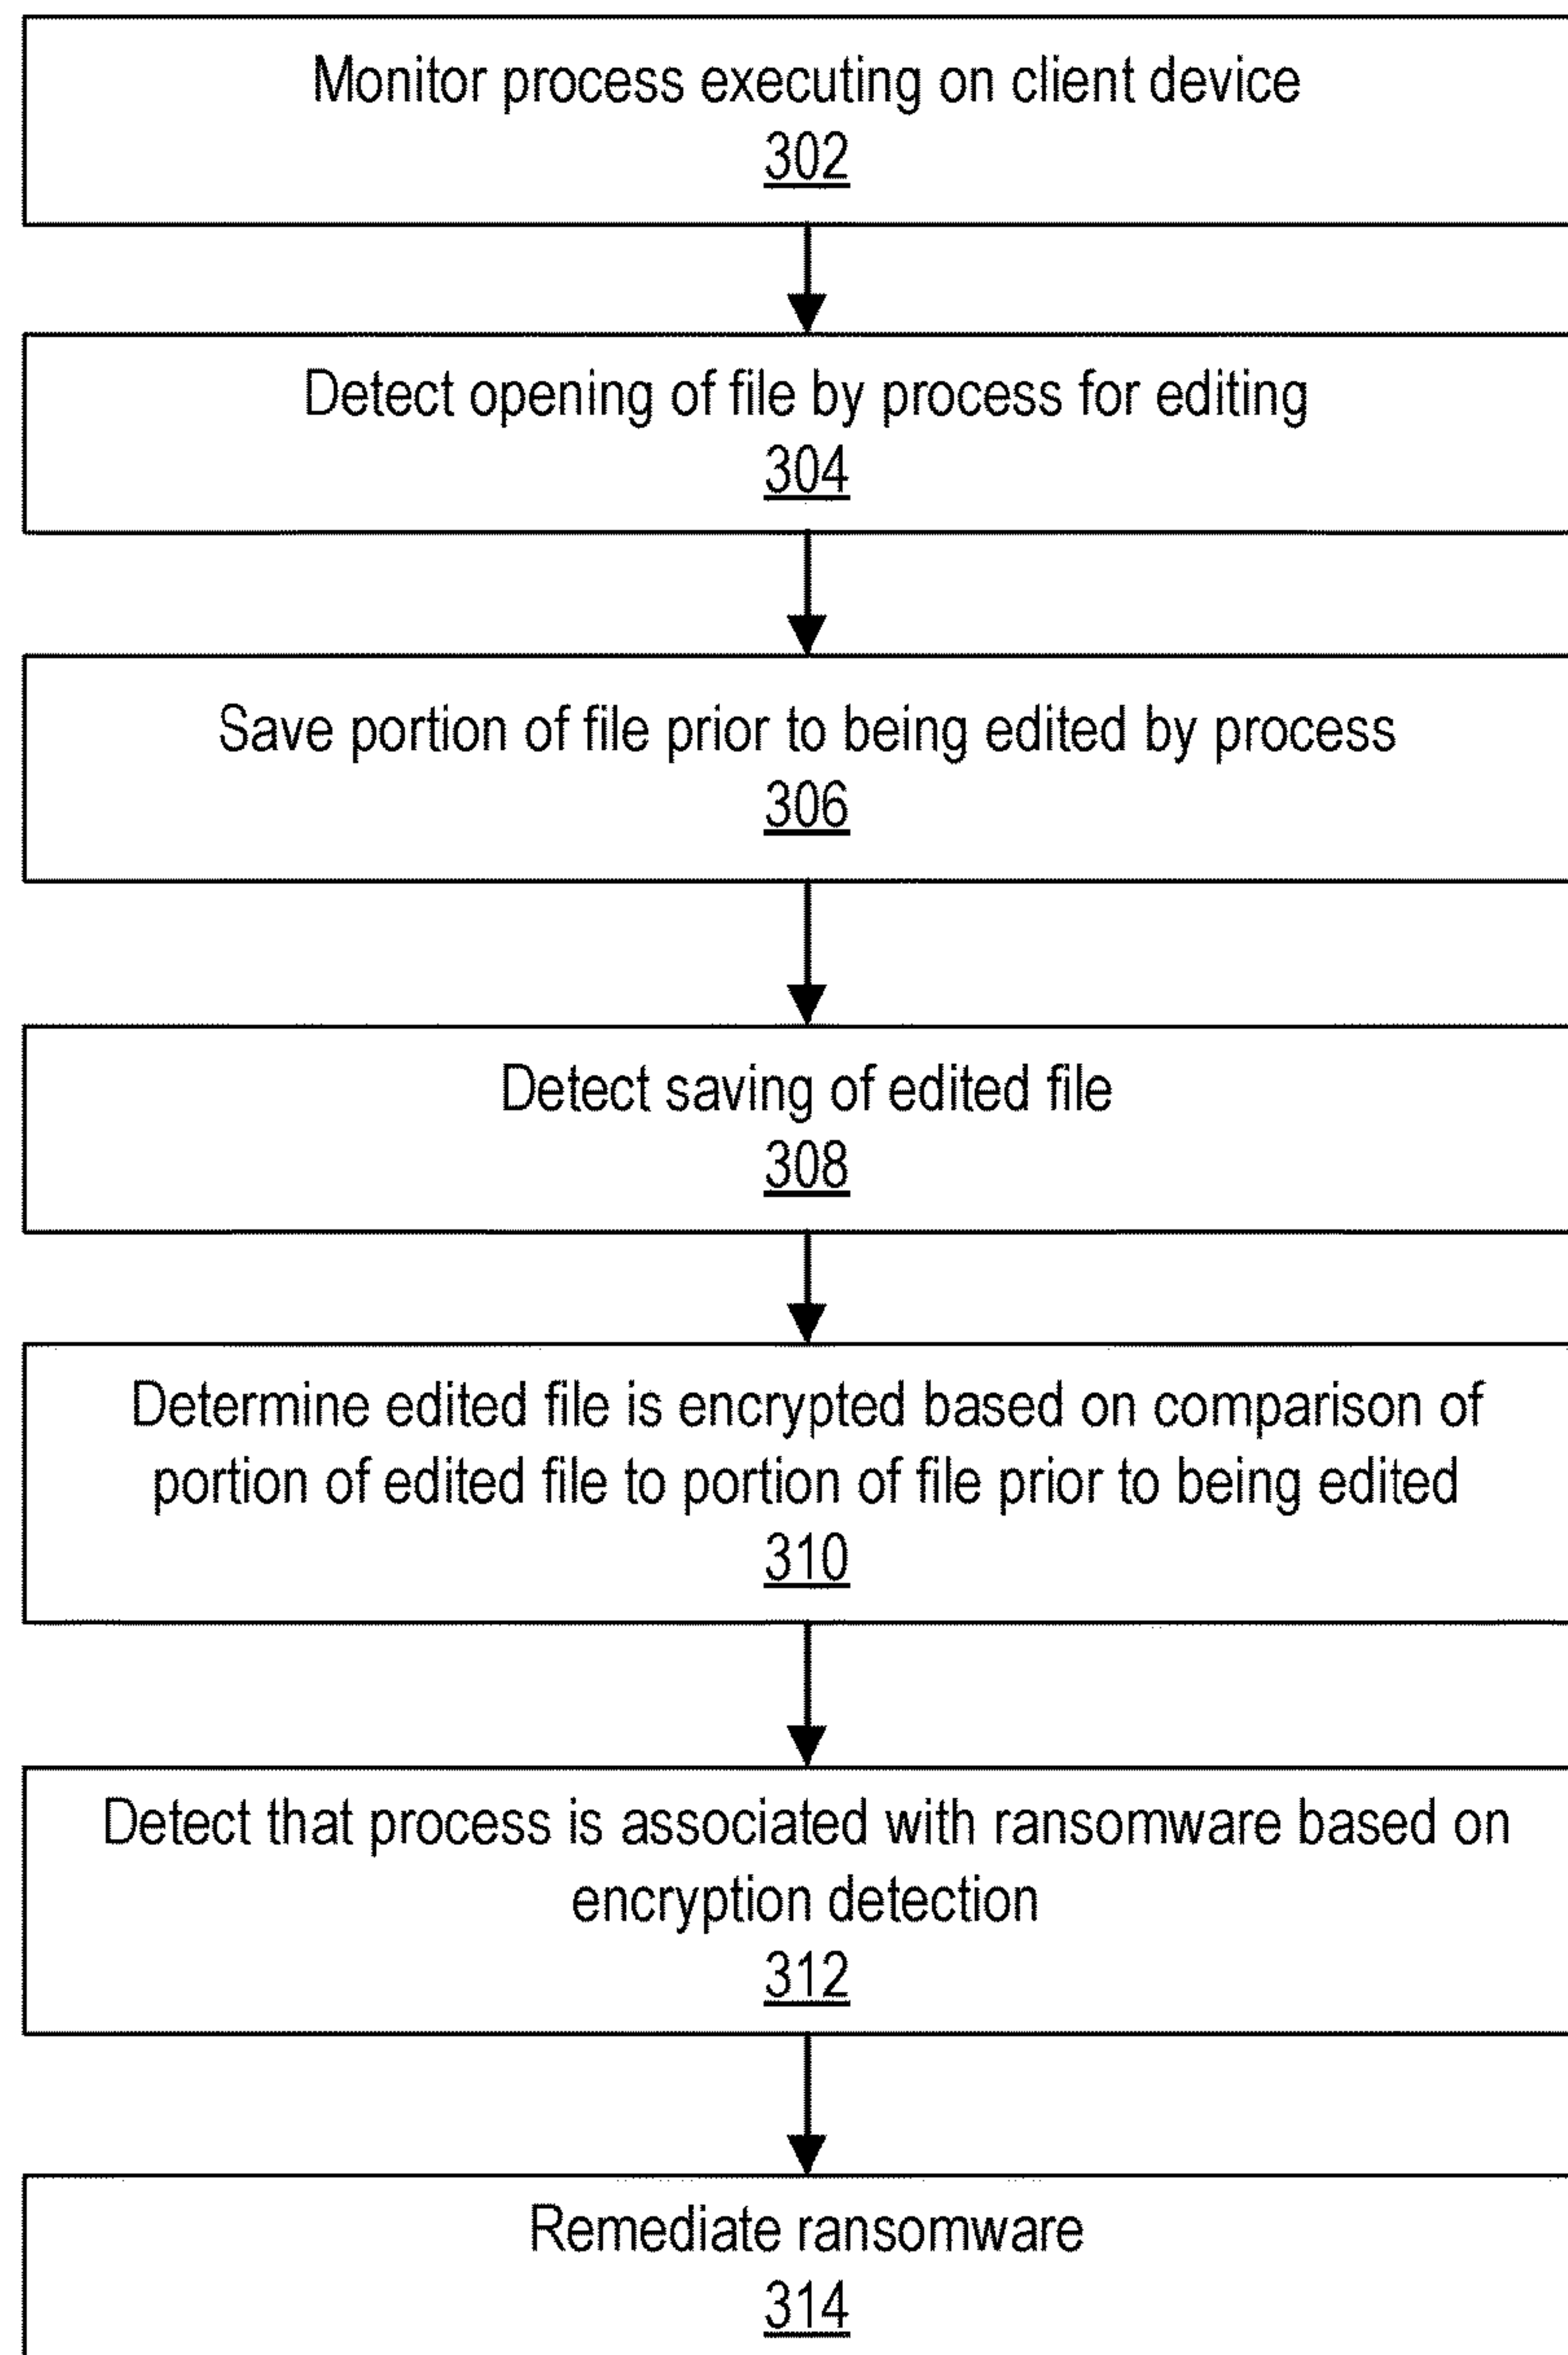 Monitor process executing on client device
302
Detect opening of file by process for editing
304
Save portion of file prior to being edited by process
306
Detect saving of edited file
308
Determine edited file is encrypted based on comparison of
portion of edited file to portion of file prior to being edited
310
Detect that process is associated with ransomware based on
encryption detection
312
Remediate ransomware
314